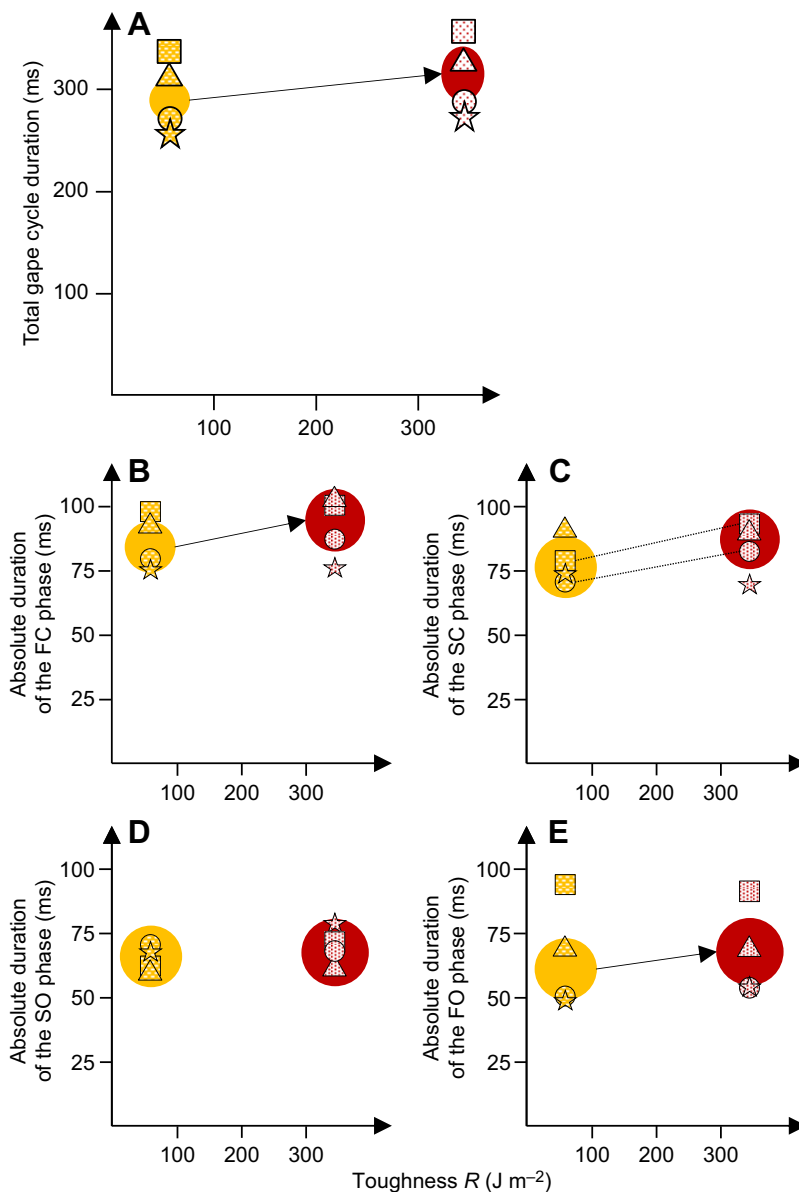 A
Total gape cycle duration (ms)
300
200
100
100
200
300
B
Absolute duration
of the FC phase (ms)
100
75
50
25
100
200
300
C
Absolute duration
of the SC phase (ms)
100
75
50
25
100
200
300
D
Absolute duration
of the SO phase (ms)
100
75
50
25
100
200
300
E
Absolute duration
of the FO phase (ms)
100
75
50
25
100
200
300
Toughness R (J m–2)